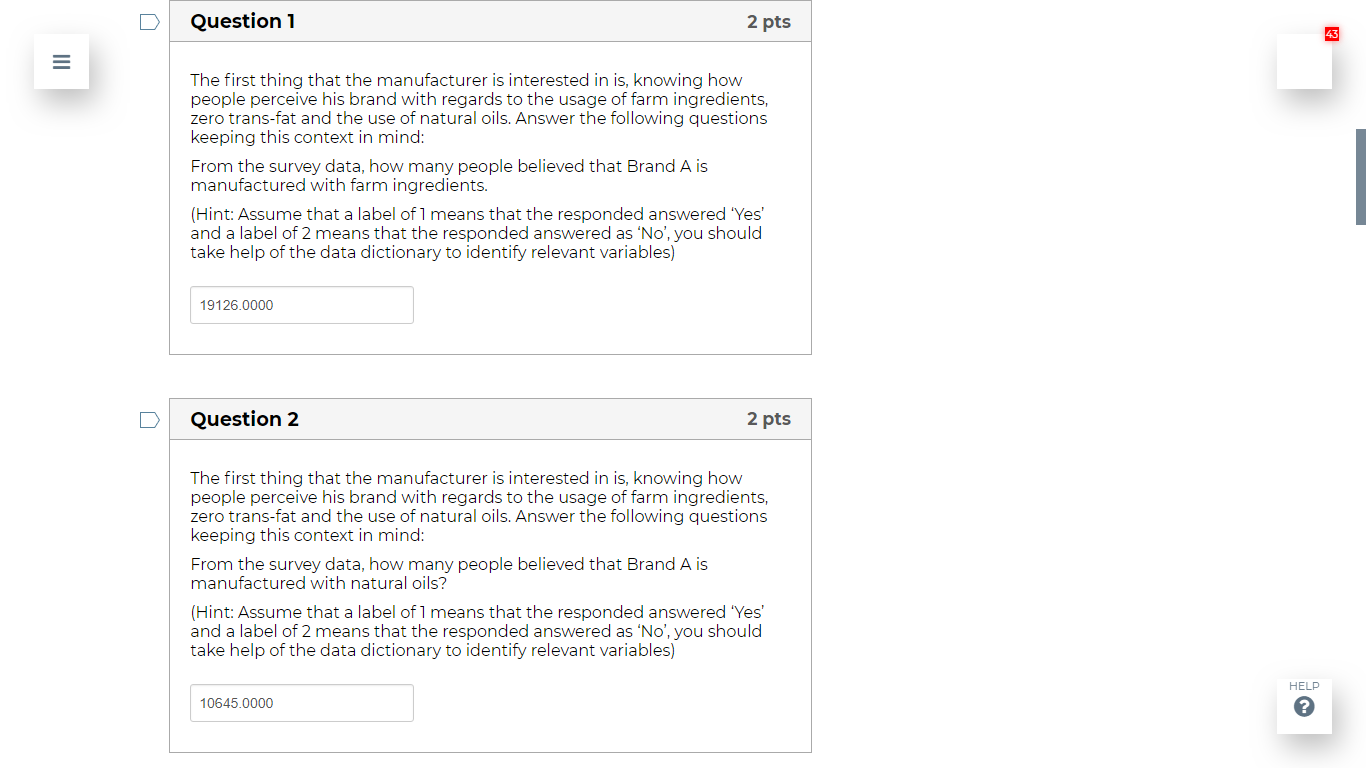 Question 1
2 pts
43
The first thing that the manufacturer is interested in is, knowing how
people perceive his brand with regards to the usage of farm ingredients,
zero trans-fat and the use of natural oils. Answer the following questions
keeping this context in mind:
From the survey data, how many people believed that Brand A is
manufactured with farm ingredients.
(Hint: Assume that a label of 1 means that the responded answered ‘Yes’
and a label of 2 means that the responded answered as ‘No’, you should
take help of the data dictionary to identify relevant variables)
19126.0000
Question 2
2 pts
The first thing that the manufacturer is interested in is, knowing how
people perceive his brand with regards to the usage of farm ingredients,
zero trans-fat and the use of natural oils. Answer the following questions
keeping this context in mind:
From the survey data, how many people believed that Brand A is
manufactured with natural oils?
(Hint: Assume that a label of 1 means that the responded answered ‘Yes’
and a label of 2 means that the responded answered as ‘No’, you should
take help of the data dictionary to identify relevant variables)
10645.0000
HELP
?